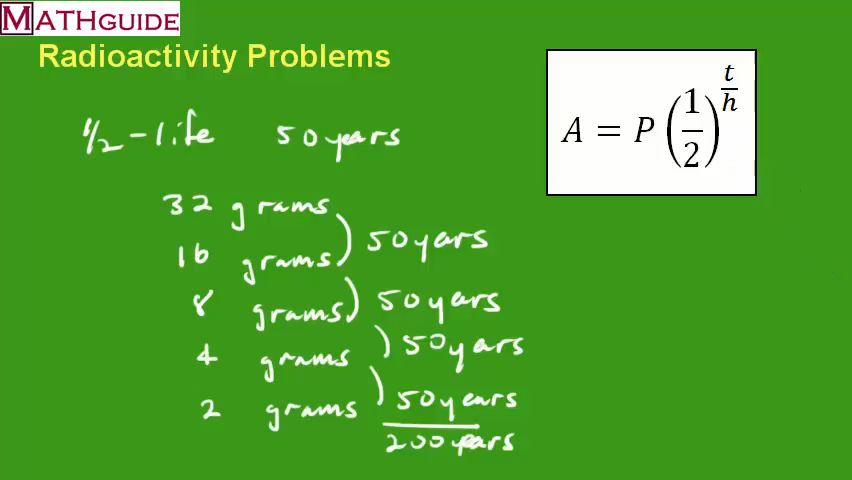 MATHGUIDE
Radioactivity Problems
A = P (1/2)^(t/h)
1/2 - life 50 years
32 grams
16 grams ) 50 years
8 grams ) 50 years
4 grams ) 50 years
2 grams ) 50 years
200 years